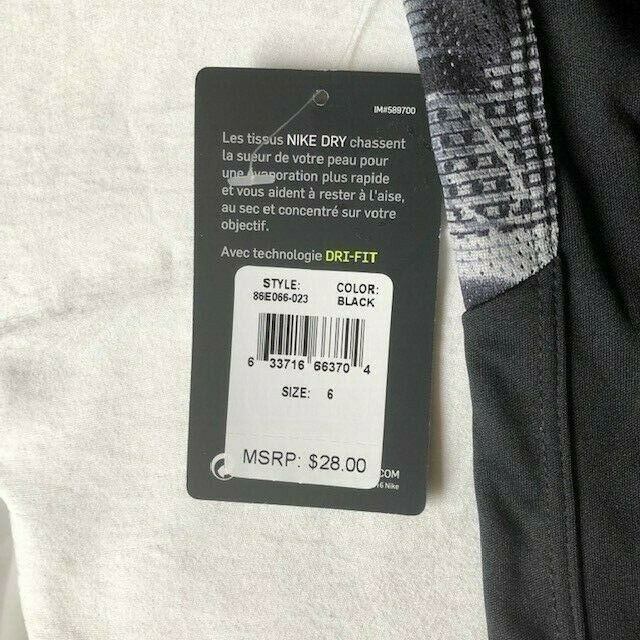 IM#589700
Les tissus NIKE DRY chassent
la sueur de votre peau pour
une évaporation plus rapide
et vous aident à rester à l'aise,
au sec et concentré sur votre
objectif.
Avec technologie DRI-FIT
STYLE: COLOR:
86E066-023 BLACK
6 33716 66370 4
SIZE: 6
MSRP: $28.00
.COM
6 Nike